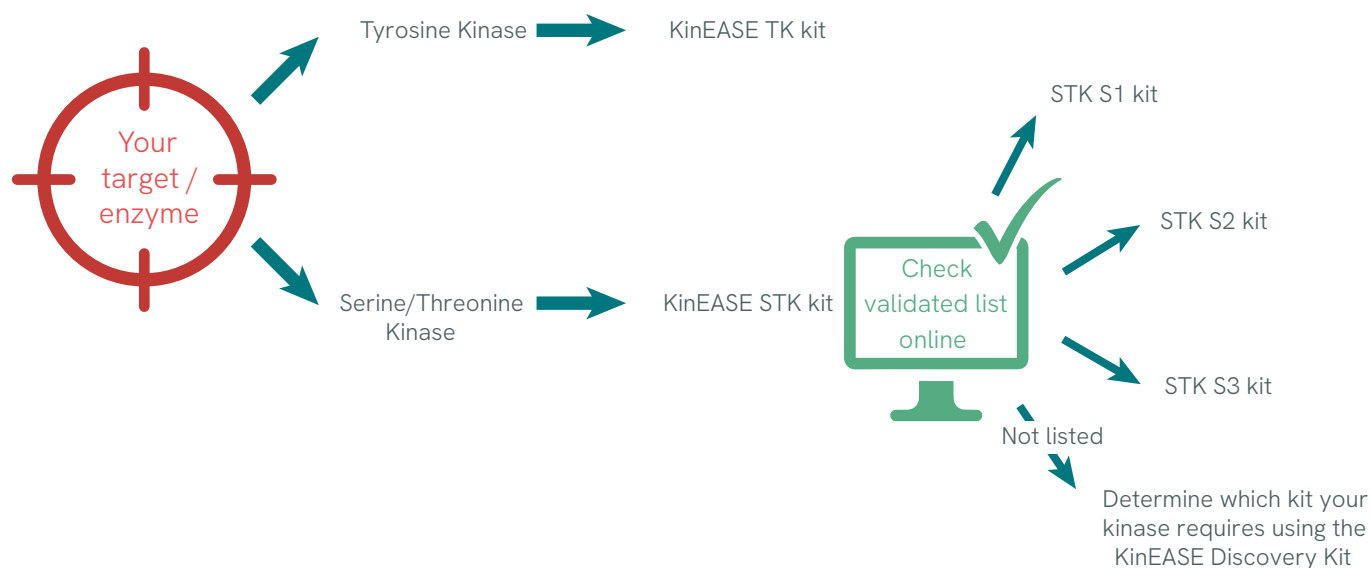 Your
target /
enzyme
Tyrosine Kinase
KinEASE TK kit
Serine/Threonine
Kinase
KinEASE STK kit
Check
validated list
online
STK S1 kit
STK S2 kit
STK S3 kit
Not listed
Determine which kit your
kinase requires using the
KinEASE Discovery Kit